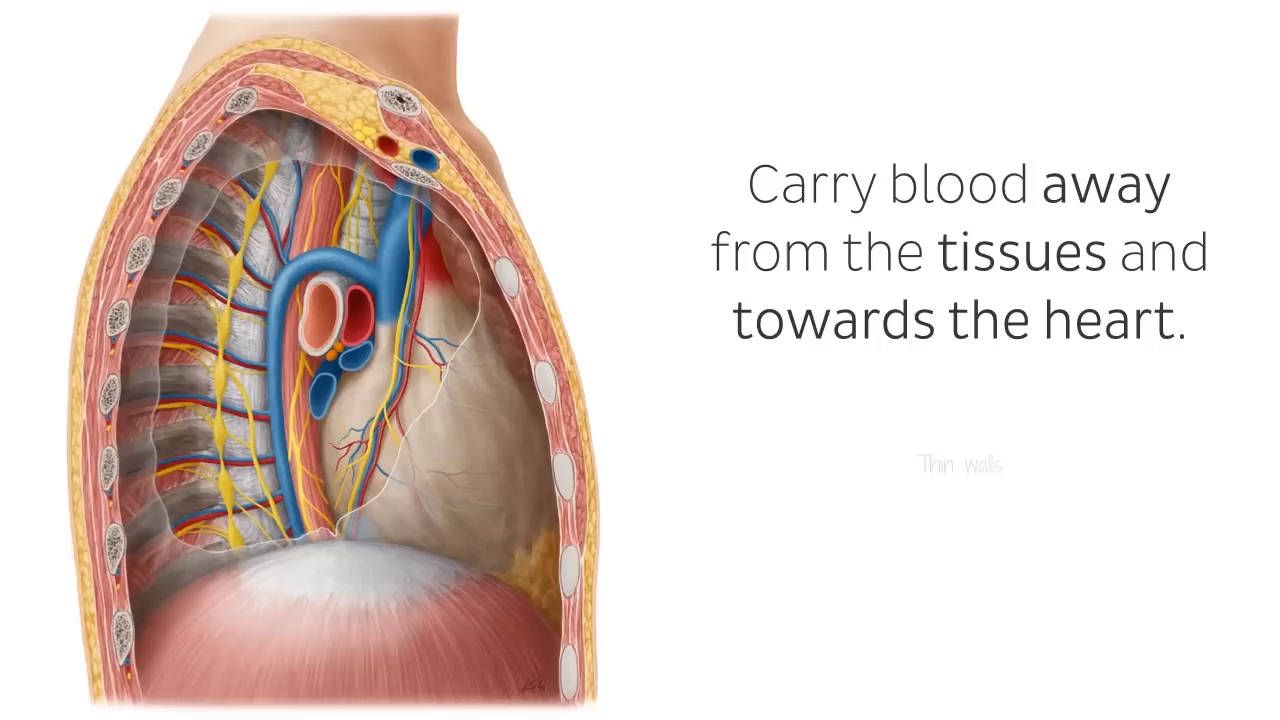 Carry blood away
from the tissues and
towards the heart.
Thin walls